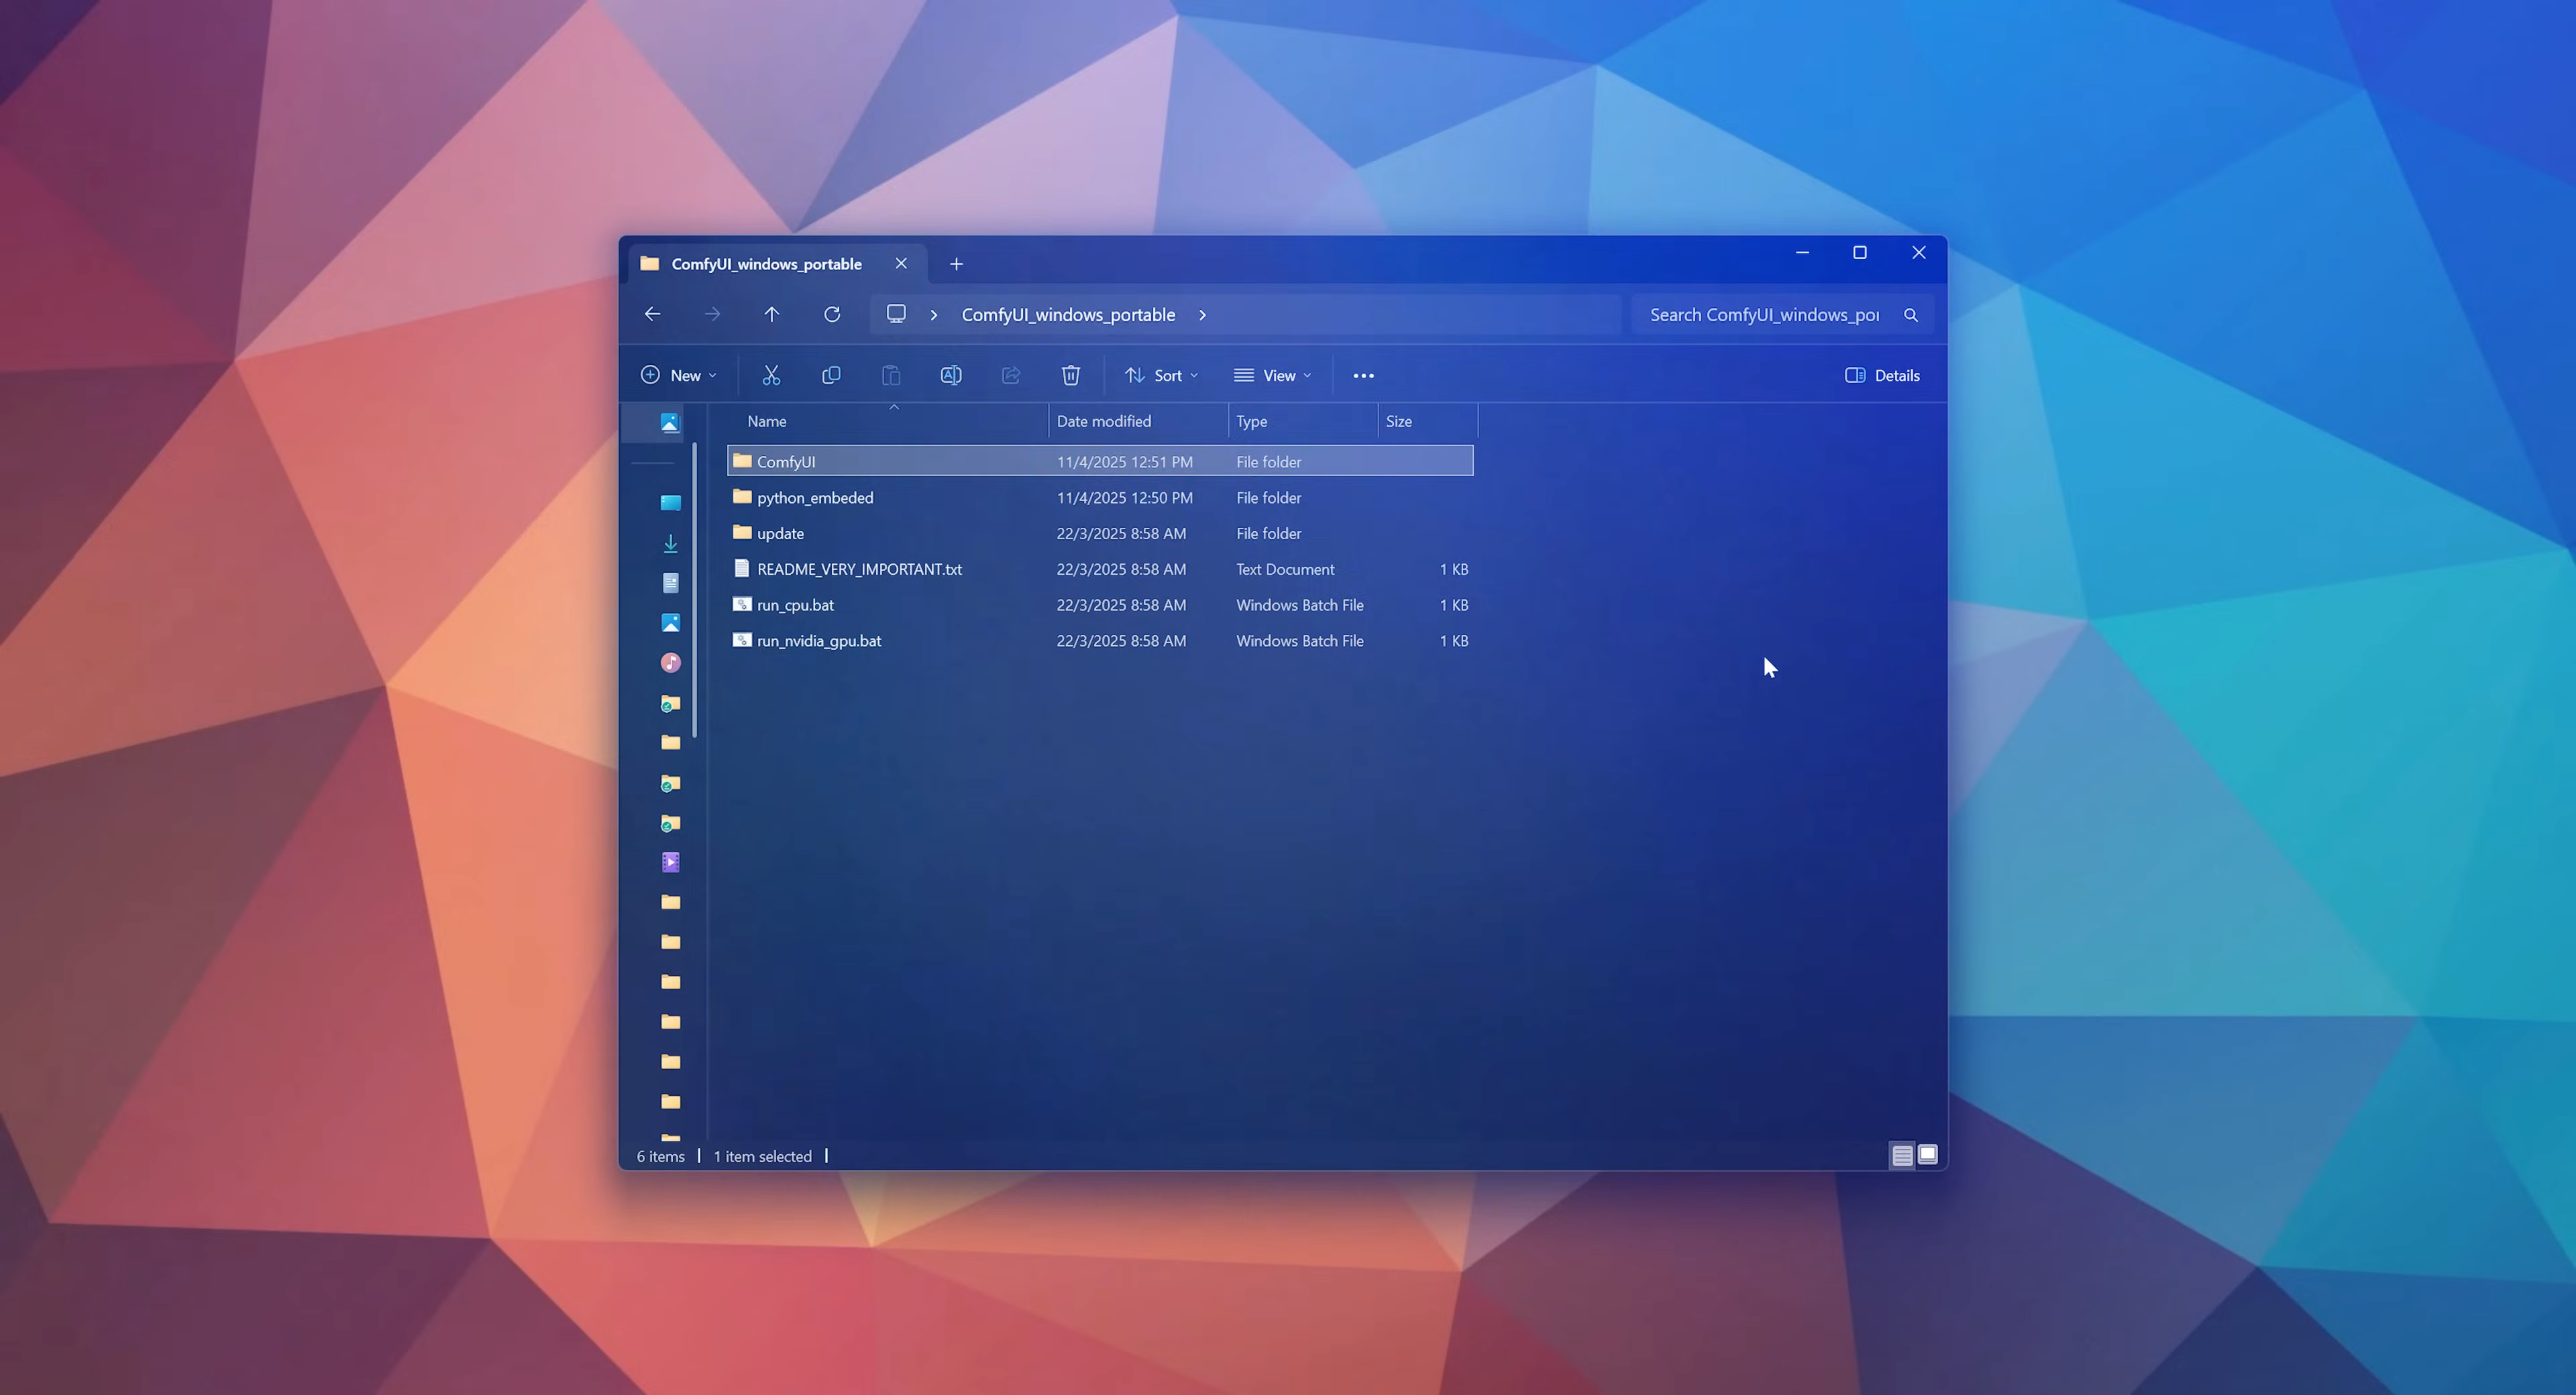 ComfyUI_windows_portable
ComfyUI_windows_portable
Search ComfyUI_windows_poi
New
Sort
View
Details
Name Date modified Type Size
ComfyUI 11/4/2025 12:51 PM File folder
python_embeded 11/4/2025 12:50 PM File folder
update 22/3/2025 8:58 AM File folder
README_VERY_IMPORTANT.txt 22/3/2025 8:58 AM Text Document 1 KB
run_cpu.bat 22/3/2025 8:58 AM Windows Batch File 1 KB
run_nvidia_gpu.bat 22/3/2025 8:58 AM Windows Batch File 1 KB
6 items 1 item selected